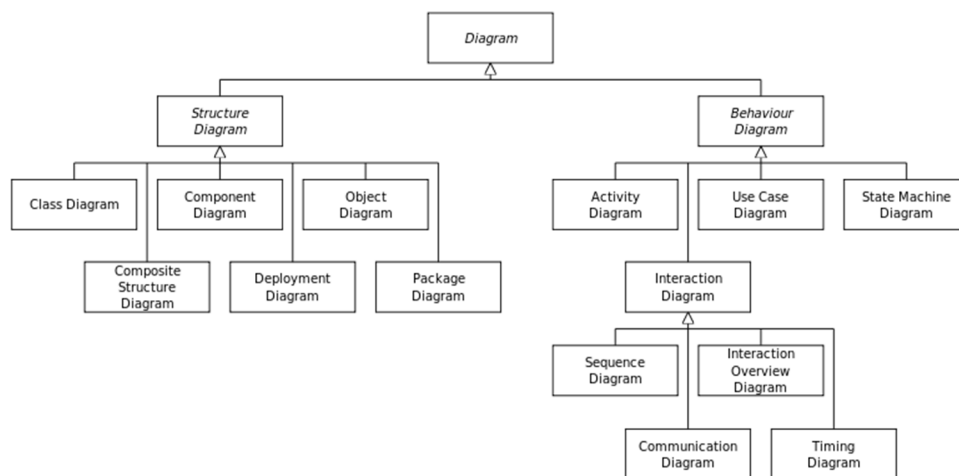 Diagram
Structure
Diagram
Behaviour
Diagram
Class Diagram
Component
Diagram
Object
Diagram
Activity
Diagram
Use Case
Diagram
State Machine
Diagram
Composite
Structure
Diagram
Deployment
Diagram
Package
Diagram
Interaction
Diagram
Sequence
Diagram
Interaction
Overview
Diagram
Communication
Diagram
Timing
Diagram